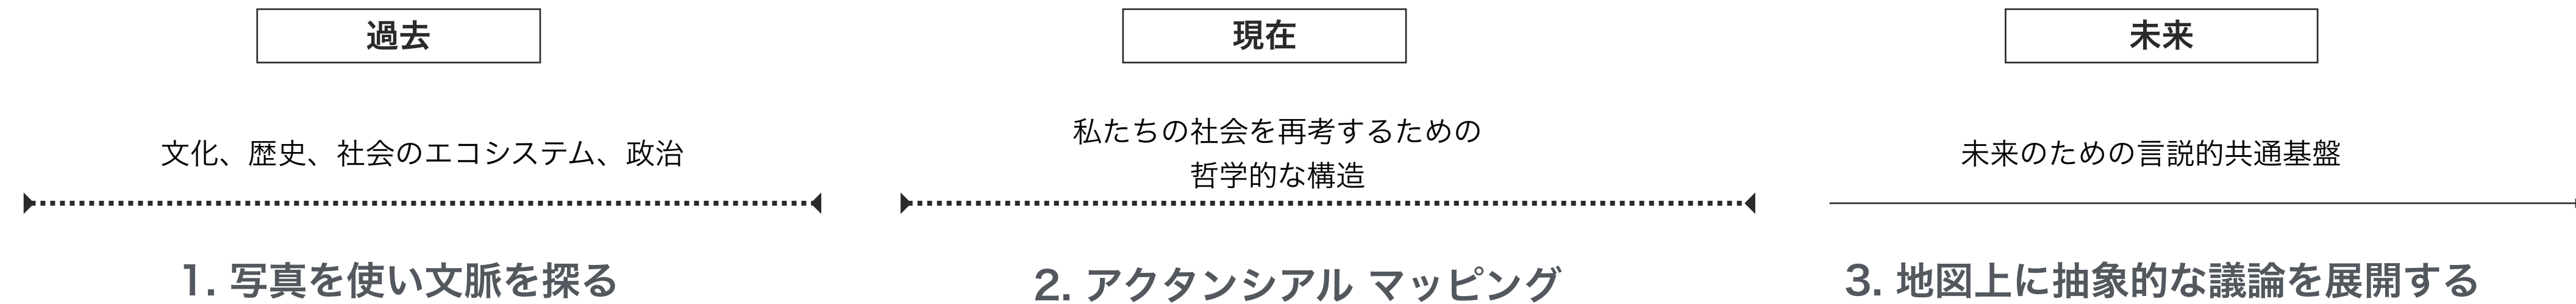 過去
文化、歴史、社会のエコシステム、政治
1. 写真を使い文脈を探る
現在
私たちの社会を再考するための
哲学的な構造
2. アクタンシアル マッピング
未来
未来のための言説的共通基盤
3. 地図上に抽象的な議論を展開する